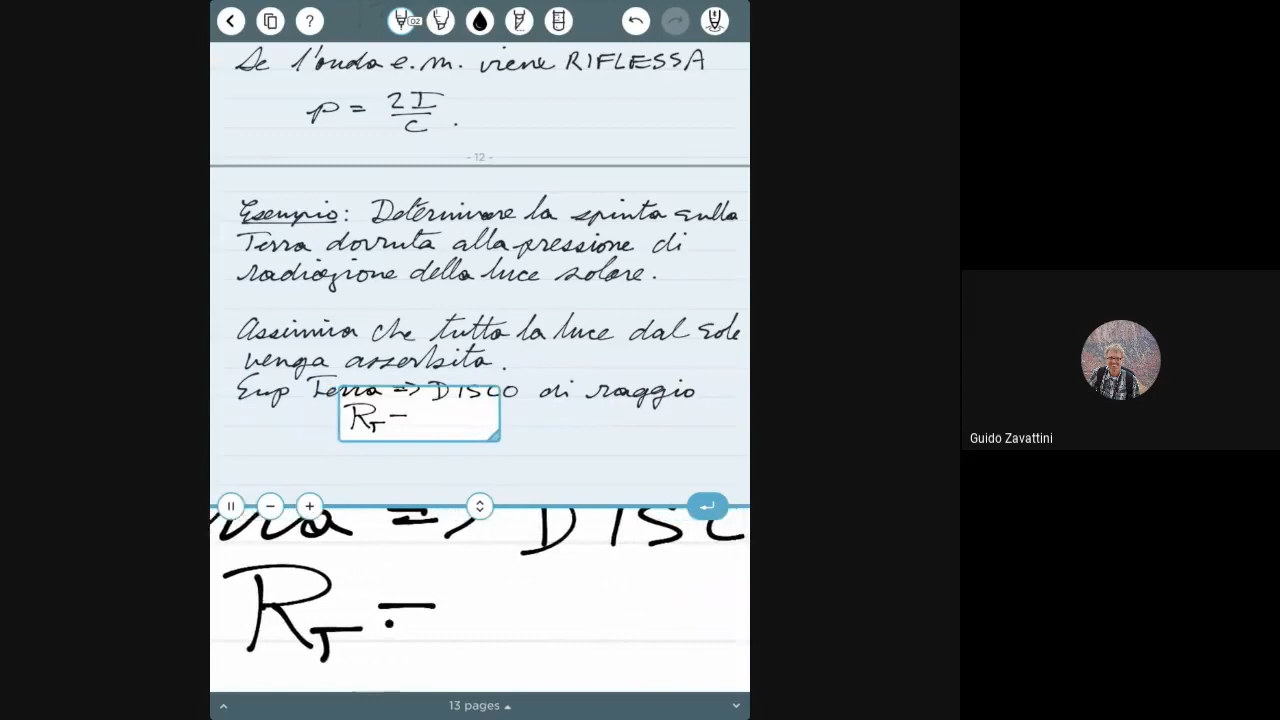 02
Se l'onda e.m. viene RIFLESSA
p = 2I/c .
- 12 -
Esempio: Determinare la spinta sulla
Terra dovuta alla pressione di
radiazione della luce solare.
Assumiamo che tutta la luce dal sole
venga assorbita.
Sup Terra => DISCO di raggio
R_T =
Guido Zavattini
rra => DISC
R_T =
13 pages